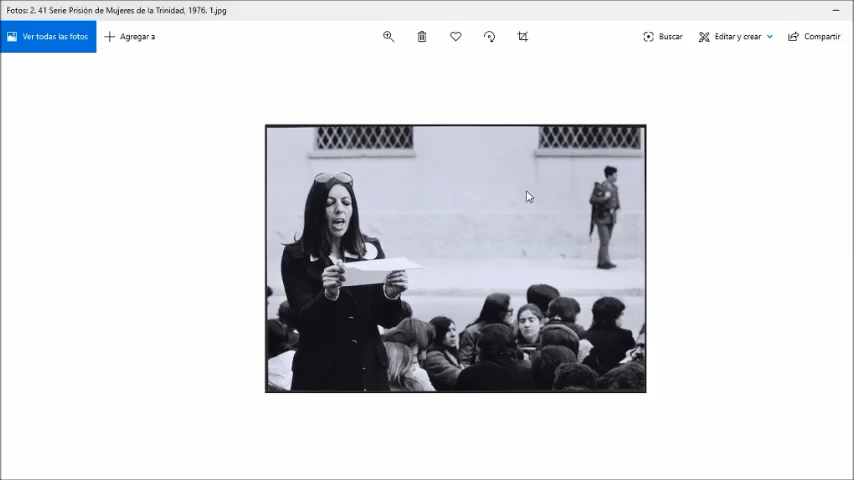 Fotos: 2. 41 Serie Prisión de Mujeres de la Trinidad, 1976. 1.jpg
Ver todas las fotos
Agregar a
Buscar
Editar y crear
Compartir